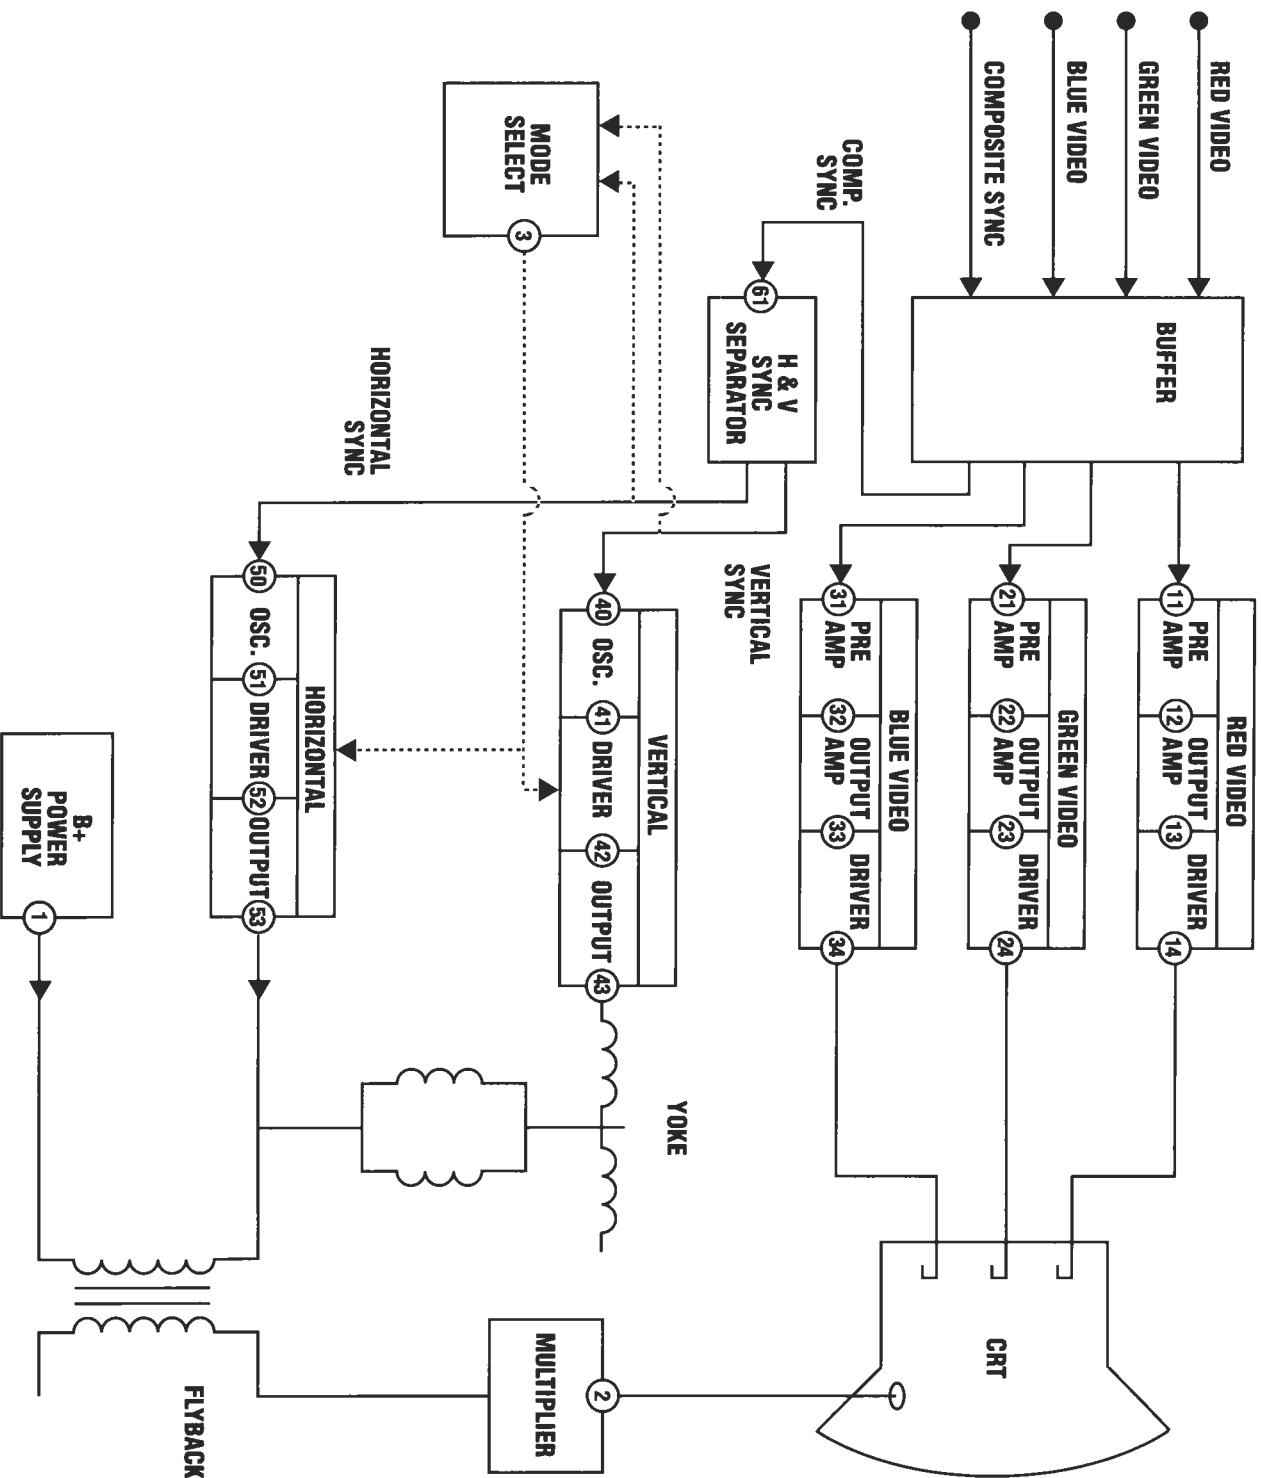 RED VIDEO
GREEN VIDEO
BLUE VIDEO
COMPOSITE SYNC
BUFFER
COMP.
SYNC
61
H & V
SYNC
SEPARATOR
MODE
SELECT
3
HORIZONTAL
SYNC
VERTICAL
SYNC
RED VIDEO
11
PRE
AMP
12
OUTPUT
AMP
13
DRIVER
14
GREEN VIDEO
21
PRE
AMP
22
OUTPUT
AMP
23
DRIVER
24
BLUE VIDEO
31
PRE
AMP
32
OUTPUT
AMP
33
DRIVER
34
VERTICAL
40
OSC.
41
DRIVER
42
OUTPUT
43
HORIZONTAL
50
OSC.
51
DRIVER
52
OUTPUT
53
B+
POWER
SUPPLY
1
YOKE
CRT
MULTIPLIER
2
FLYBACK